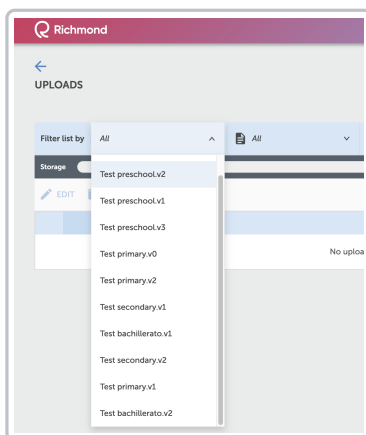 Richmond
UPLOADS
Filter list by All All
Storage
Test preschool.v2
EDIT
Test preschool.v1
Test preschool.v3
Test primary.v0
No uploa
Test primary.v2
Test secondary.v1
Test bachillerato.v1
Test secondary.v2
Test primary.v1
Test bachillerato.v2